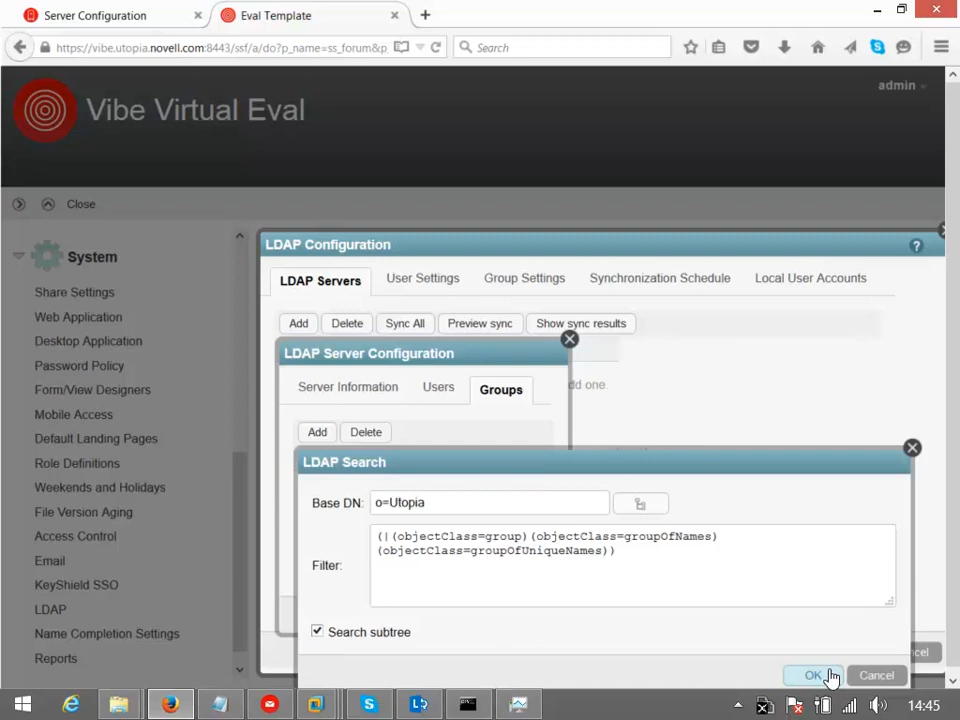 Server Configuration
Eval Template
https://vibe.utopia.novell.com:8443/ssf/a/do?p_name=ss_forum&p_
Search
admin
Vibe Virtual Eval
Close
System
Share Settings
Web Application
Desktop Application
Password Policy
Form/View Designers
Mobile Access
Default Landing Pages
Role Definitions
Weekends and Holidays
File Version Aging
Access Control
Email
KeyShield SSO
LDAP
Name Completion Settings
Reports
LDAP Configuration
?
LDAP Servers User Settings Group Settings Synchronization Schedule Local User Accounts
Add Delete Sync All Preview sync Show sync results
dd one.
LDAP Server Configuration
Server Information Users Groups
Add Delete
LDAP Search
Base DN: o=Utopia
Filter:
(|(objectClass=group)(objectClass=groupOfNames)
(objectClass=groupOfUniqueNames))
Search subtree
OK Cancel
ncel
14:45